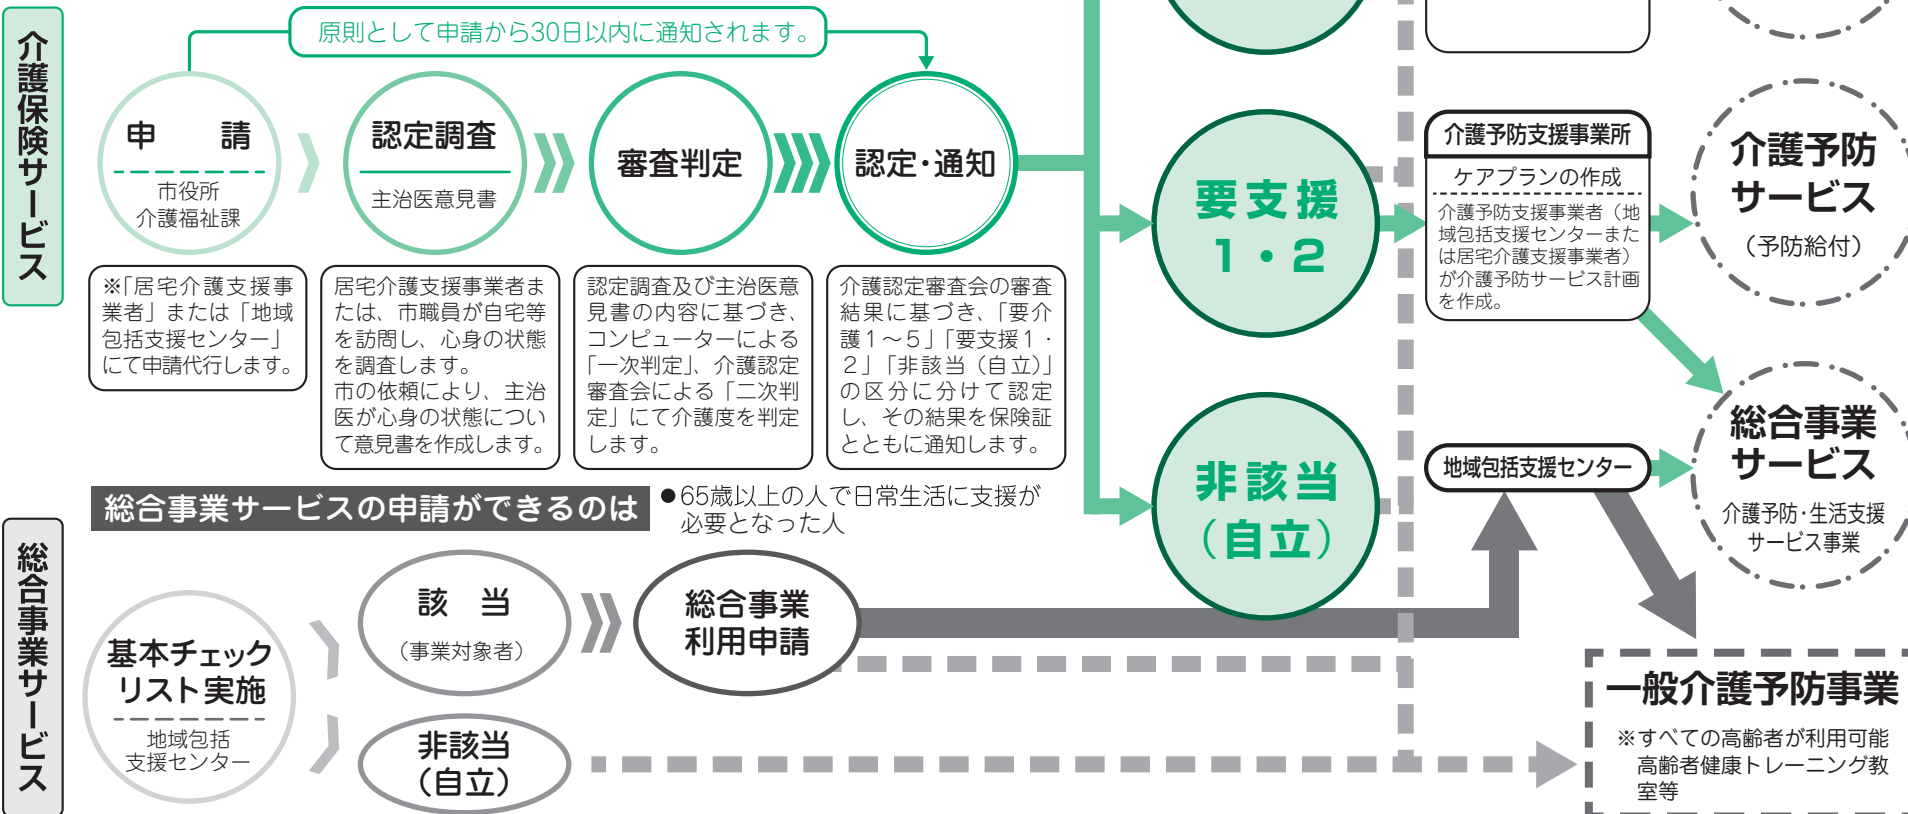 介護保険サービス
原則として申請から30日以内に通知されます。
申　請
市役所
介護福祉課
認定調査
主治医意見書
審査判定
認定・通知
※「居宅介護支援事
業者」または「地域
包括支援センター」
にて申請代行します。
居宅介護支援事業者ま
たは、市職員が自宅等
を訪問し、心身の状態
を調査します。
市の依頼により、主治
医が心身の状態につい
て意見書を作成します。
認定調査及び主治医意
見書の内容に基づき、
コンピューターによる
「一次判定」、介護認定
審査会による「二次判
定」にて介護度を判定
します。
介護認定審査会の審査
結果に基づき、「要介
護１～５」「要支援１・
２」「非該当（自立）」
の区分に分けて認定
し、その結果を保険証
とともに通知します。
要支援
1・2
介護予防支援事業所
ケアプランの作成
介護予防支援事業者（地
域包括支援センターまた
は居宅介護支援事業者）
が介護予防サービス計画
を作成。
介護予防
サービス
（予防給付）
非該当
（自立）
地域包括支援センター
総合事業
サービス
介護予防・生活支援
サービス事業
総合事業サービス
総合事業サービスの申請ができるのは
●65歳以上の人で日常生活に支援が
必要となった人
基本チェック
リスト実施
地域包括
支援センター
該　当
（事業対象者）
総合事業
利用申請
非該当
（自立）
一般介護予防事業
※すべての高齢者が利用可能
高齢者健康トレーニング教
室等